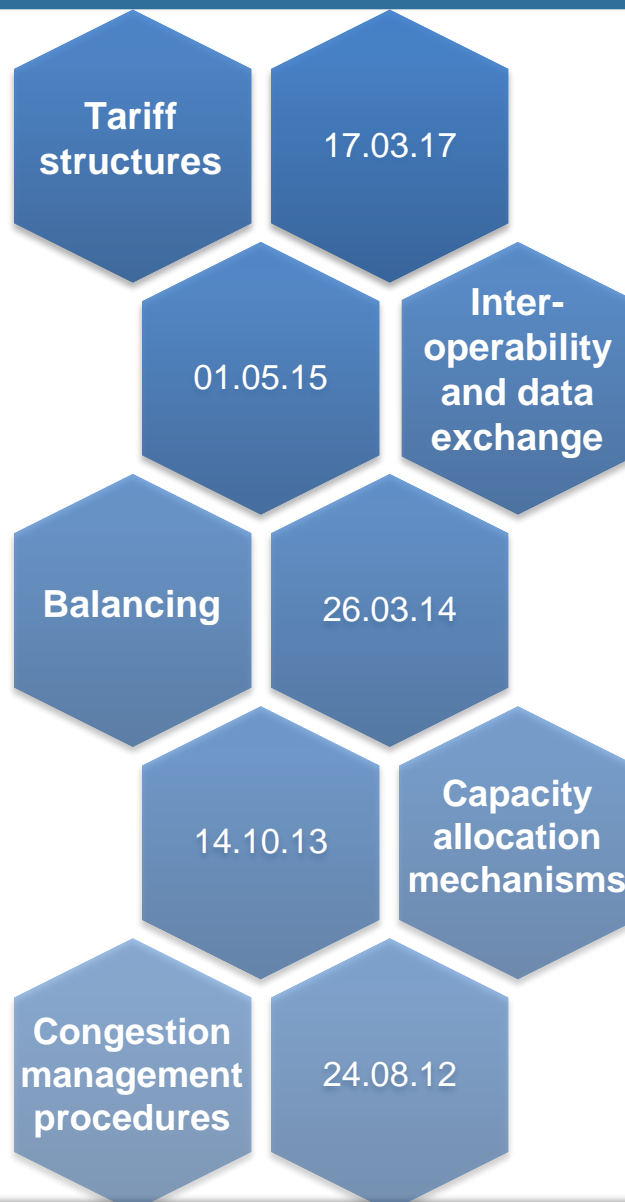 Tariff
structures
17.03.17
01.05.15
Inter-
operability
and data
exchange
Balancing
26.03.14
14.10.13
Capacity
allocation
mechanisms
Congestion
management
procedures
24.08.12